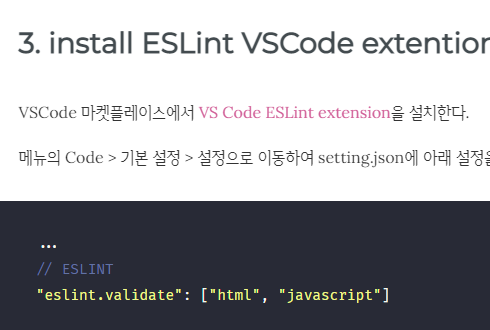 3. install ESLint VSCode extention
VSCode 마켓플레이스에서 VS Code ESLint extension을 설치한다.
메뉴의 Code > 기본 설정 > 설정으로 이동하여 setting.json에 아래 설정을
...
// ESLINT
"eslint.validate": ["html", "javascript"]